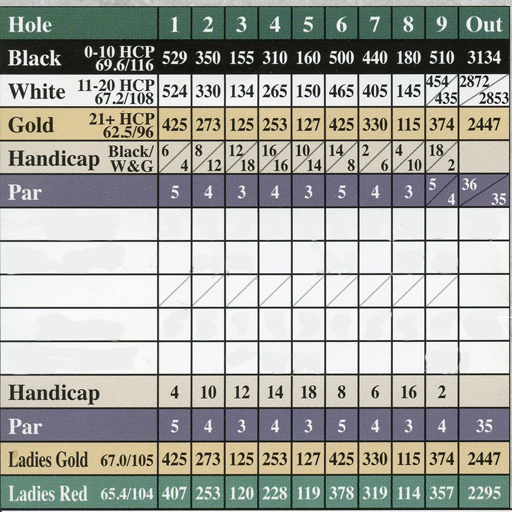 Hole 1 2 3 4 5 6 7 8 9 Out
Black 0-10 HCP 69.6/116 529 350 155 310 160 500 440 180 510 3134
White 11-20 HCP 67.2/108 524 330 134 265 150 465 405 145 454/435 2872/2853
Gold 21+ HCP 62.5/96 425 273 125 253 127 425 330 115 374 2447
Handicap Black/W&G 6/4 8/12 12/18 16/16 10/14 14/8 2/6 4/10 18/2
Par 5 4 3 4 3 5 4 3 5/4 36/35
Handicap 4 10 12 14 18 8 6 16 2
Par 5 4 3 4 3 5 4 3 4 35
Ladies Gold 67.0/105 425 273 125 253 127 425 330 115 374 2447
Ladies Red 65.4/104 407 253 120 228 119 378 319 114 357 2295